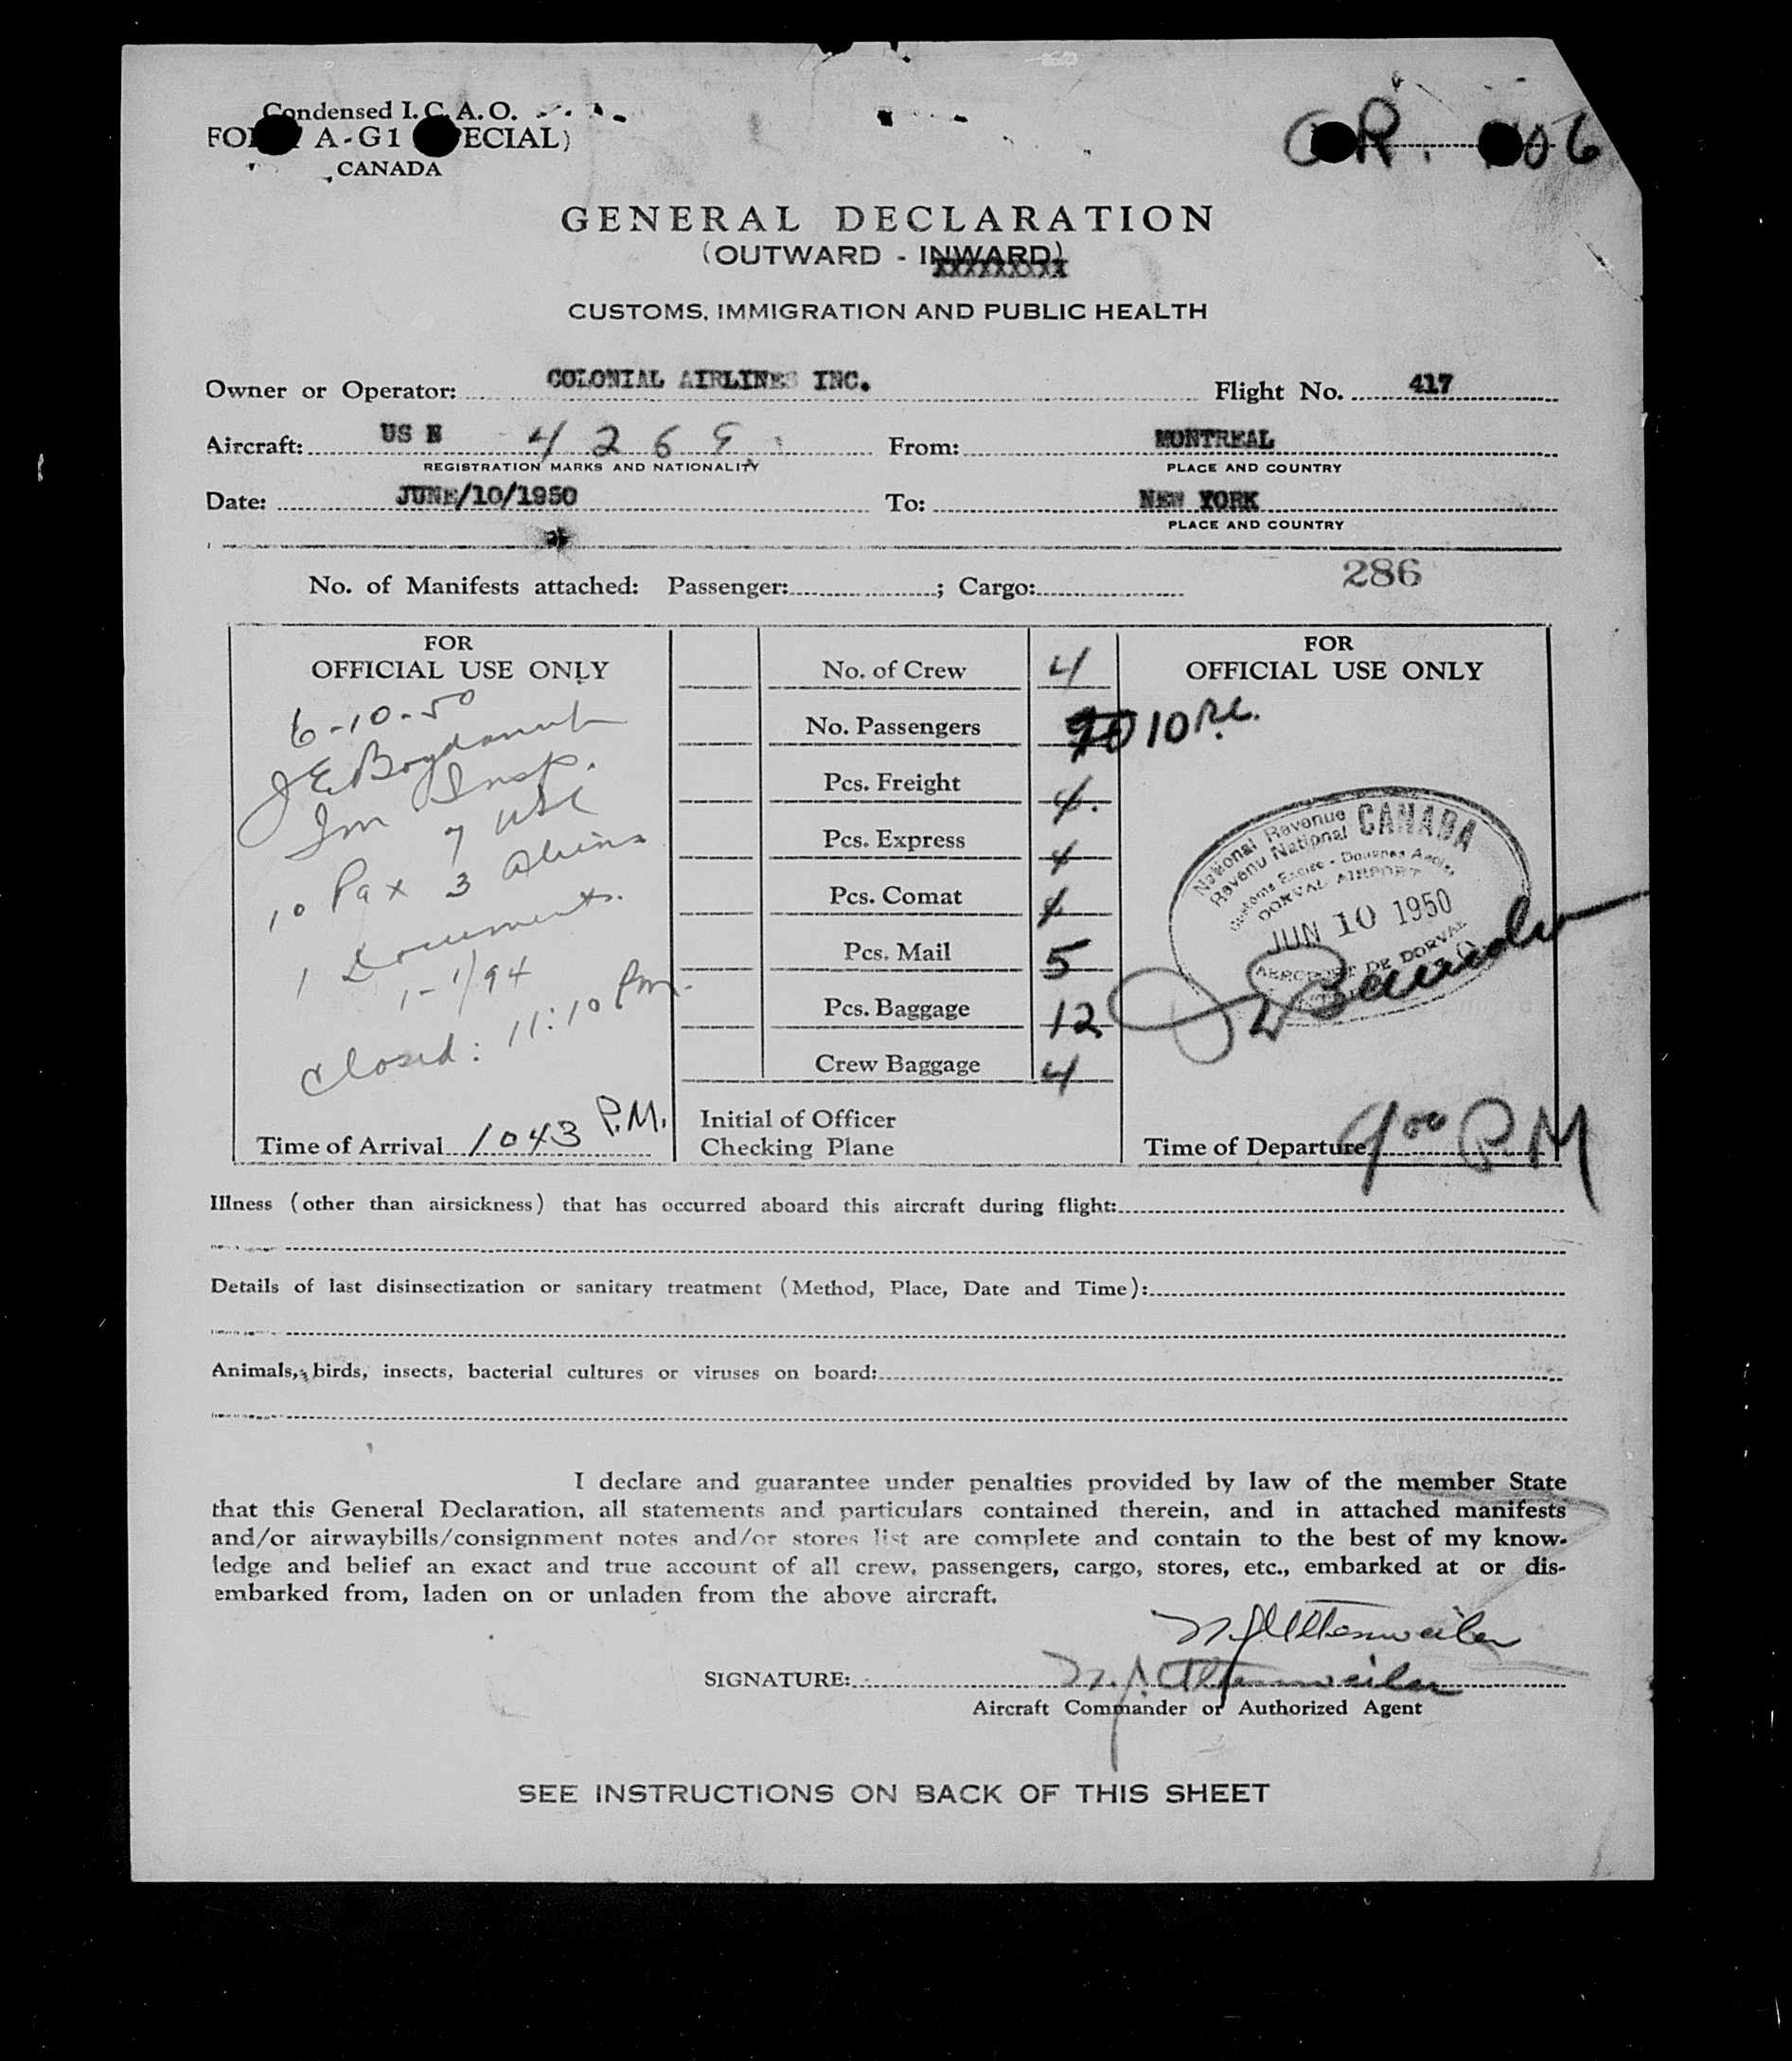 Condensed I.C.A.O.
A-G1
CANADA
GENERAL DECLARATION
(OUTWARD - INWARD)
CUSTOMS, IMMIGRATION AND PUBLIC HEALTH
Owner or Operator: COLONIAL AIRLINES INC. Flight No. 417
Aircraft: US N 4269 From: MONTREAL
REGISTRATION MARKS AND NATIONALITY PLACE AND COUNTRY
Date: JUNE/10/1950 To: NEW YORK
PLACE AND COUNTRY
No. of Manifests attached: Passenger: ; Cargo: 286
FOR
OFFICIAL USE ONLY
6-10-50
Insp.
10 Pax 3 Aliens
7 USC
1 Documents.
1-1/94
Closed: 11:10 Pm.
Time of Arrival 1043 P.M.
No. of Crew 4
No. Passengers 10
Pcs. Freight
Pcs. Express
Pcs. Comat
Pcs. Mail 5
Pcs. Baggage 12
Crew Baggage 4
Initial of Officer
Checking Plane
FOR
OFFICIAL USE ONLY
National Revenue CANADA
Revenu National
DORVAL AIRPORT
JUN 10 1950
AEROPORT DE DORVAL
Time of Departure 9 00 P.M
Illness (other than airsickness) that has occurred aboard this aircraft during flight:
Details of last disinsectization or sanitary treatment (Method, Place, Date and Time):
Animals, birds, insects, bacterial cultures or viruses on board:
I declare and guarantee under penalties provided by law of the member State
that this General Declaration, all statements and particulars contained therein, and in attached manifests
and/or airwaybills/consignment notes and/or stores list are complete and contain to the best of my know-
ledge and belief an exact and true account of all crew, passengers, cargo, stores, etc., embarked at or dis-
embarked from, laden on or unladen from the above aircraft.
SIGNATURE:
Aircraft Commander or Authorized Agent
SEE INSTRUCTIONS ON BACK OF THIS SHEET